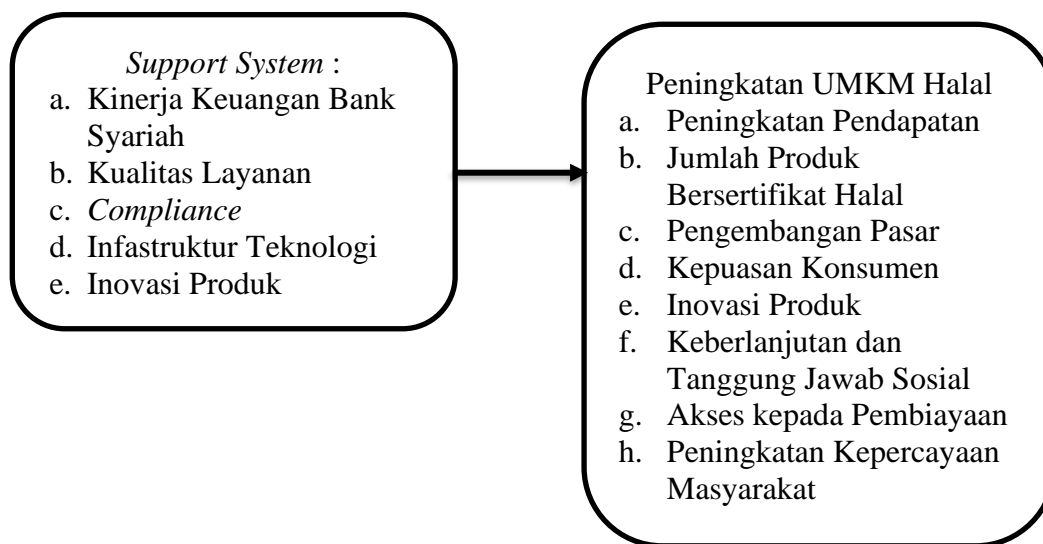 Support System :
a. Kinerja Keuangan Bank
Syariah
b. Kualitas Layanan
c. Compliance
d. Infastruktur Teknologi
e. Inovasi Produk
Peningkatan UMKM Halal
a. Peningkatan Pendapatan
b. Jumlah Produk
Bersertifikat Halal
c. Pengembangan Pasar
d. Kepuasan Konsumen
e. Inovasi Produk
f. Keberlanjutan dan
Tanggung Jawab Sosial
g. Akses kepada Pembiayaan
h. Peningkatan Kepercayaan
Masyarakat